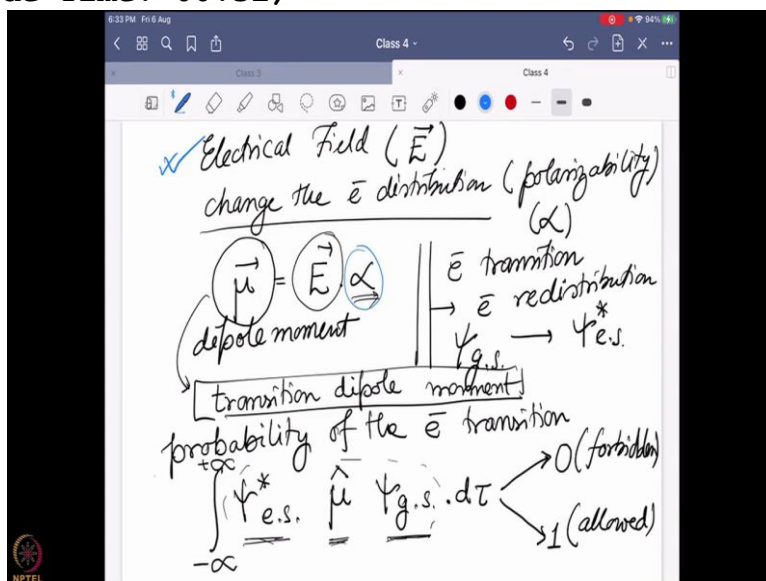 6:33 PM Fri 6 Aug
94%
Class 4
Class 3
Class 4
Electrical Field (E⃗)
change the ē distribution (polarizability)
(α)
μ⃗ = E⃗ . α
dipole moment
ē transition
→ ē redistribution
ψg.s. → ψ*e.s.
transition dipole moment
probability of the ē transition
+∞
∫ ψ*e.s. μ̂ ψg.s. . dτ
-∞
0 (forbidden)
1 (allowed)
NPTEL